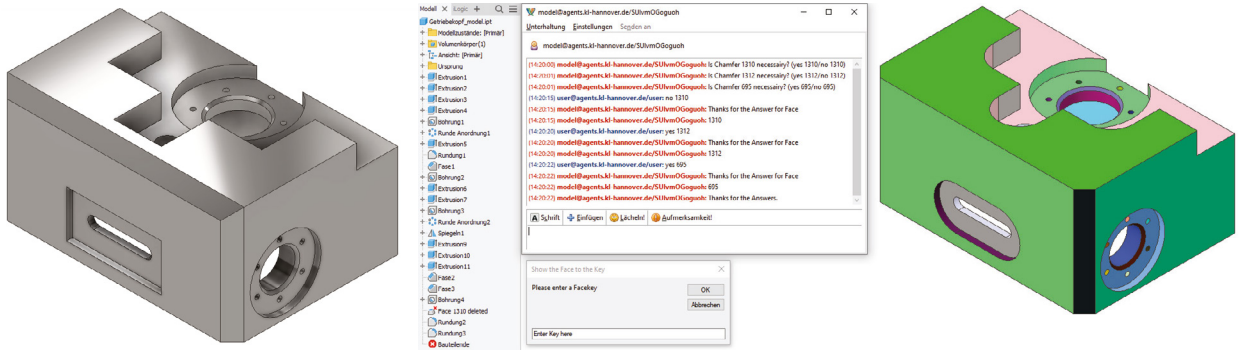 Modell × Logic + 
Getriebekopf_model.ipt
Modellzustände: [Primär]
Volumenkörper(1)
Ansicht: [Primär]
Ursprung
Extrusion1
Extrusion2
Extrusion3
Extrusion4
Bohrung1
Runde Anordnung1
Extrusion5
Rundung1
Fase1
Bohrung2
Extrusion6
Extrusion7
Bohrung3
Runde Anordnung2
Spiegeln1
Extrusion9
Extrusion10
Extrusion11
Fase2
Fase3
Bohrung4
Face 1310 deleted
Rundung2
Rundung3
Bauteilende
model@agents.kl-hannover.de/SUlvmOGoguoh
Unterhaltung Einstellungen Senden an
model@agents.kl-hannover.de/SUlvmOGoguoh
(14:20:00) model@agents.kl-hannover.de/SUlvmOGoguoh: Is Chamfer 1310 necessairy? (yes 1310/no 1310)
(14:20:01) model@agents.kl-hannover.de/SUlvmOGoguoh: Is Chamfer 1312 necessairy? (yes 1312/no 1312)
(14:20:01) model@agents.kl-hannover.de/SUlvmOGoguoh: Is Chamfer 695 necessairy? (yes 695/no 695)
(14:20:15) user@agents.kl-hannover.de/user: no 1310
(14:20:15) model@agents.kl-hannover.de/SUlvmOGoguoh: Thanks for the Answer for Face
(14:20:15) model@agents.kl-hannover.de/SUlvmOGoguoh: 1310
(14:20:20) user@agents.kl-hannover.de/user: yes 1312
(14:20:20) model@agents.kl-hannover.de/SUlvmOGoguoh: Thanks for the Answer for Face
(14:20:20) model@agents.kl-hannover.de/SUlvmOGoguoh: 1312
(14:20:22) user@agents.kl-hannover.de/user: yes 695
(14:20:22) model@agents.kl-hannover.de/SUlvmOGoguoh: Thanks for the Answer for Face
(14:20:22) model@agents.kl-hannover.de/SUlvmOGoguoh: 695
(14:20:22) model@agents.kl-hannover.de/SUlvmOGoguoh: Thanks for the Answers.
A Schrift Einfügen Lächeln! Aufmerksamkeit!
Show the Face to the Key
Please enter a Facekey
OK
Abbrechen
Enter Key here